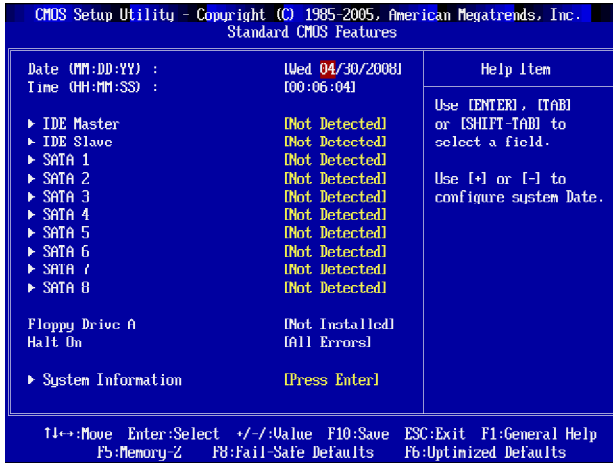 CMOS Setup Utility - Copyright (C) 1985-2005, American Megatrends, Inc.
Standard CMOS Features
Date (MM:DD:YY) : [Wed 04/30/2008]
Time (HH:MM:SS) : [00:06:04]
▶ IDE Master [Not Detected]
▶ IDE Slave [Not Detected]
▶ SATA 1 [Not Detected]
▶ SATA 2 [Not Detected]
▶ SATA 3 [Not Detected]
▶ SATA 4 [Not Detected]
▶ SATA 5 [Not Detected]
▶ SATA 6 [Not Detected]
▶ SATA 7 [Not Detected]
▶ SATA 8 [Not Detected]
Floppy Drive A [Not Installed]
Halt On [All Errors]
▶ System Information [Press Enter]
Help Item
Use [ENTER], [TAB]
or [SHIFT-TAB] to
select a field.
Use [+] or [-] to
configure system Date.
↑↓↔:Move Enter:Select +/-/:Value F10:Save ESC:Exit F1:General Help
F5:Memory-Z F8:Fail-Safe Defaults F6:Optimized Defaults